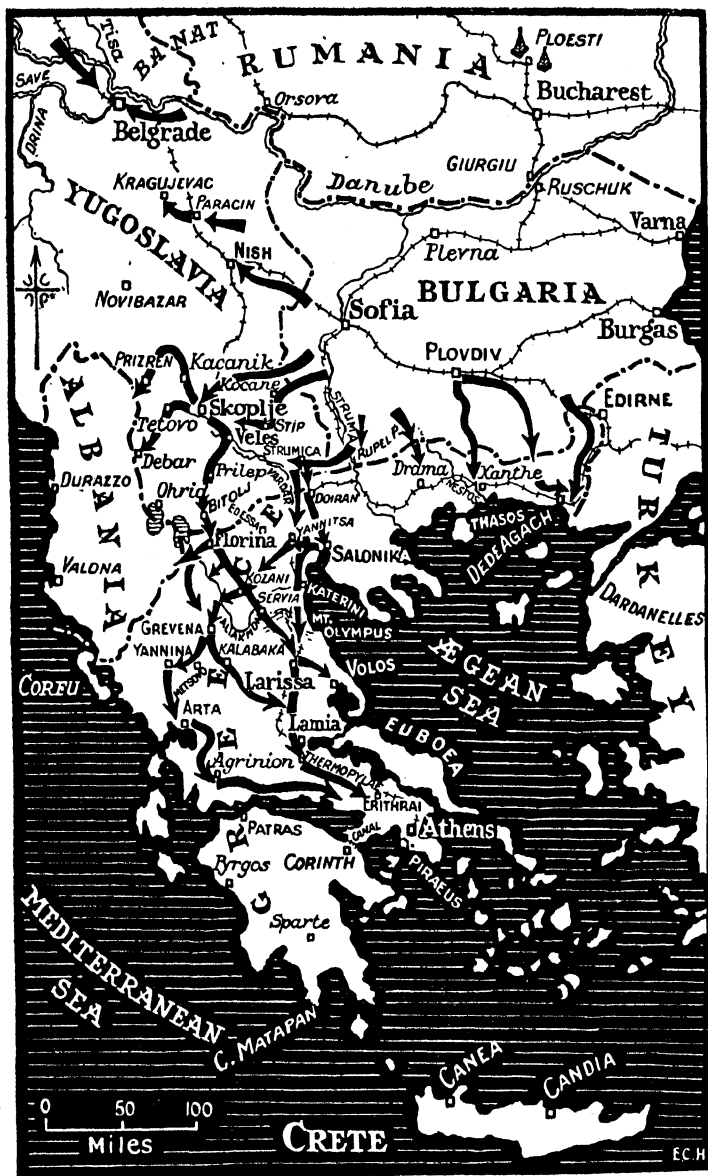 Tisa
BANAT
RUMANIA
PLOESTI
SAVE
Orsova
Bucharest
Belgrade
DRINA
GIURGIU
Danube
RUSCHUK
KRAGUJEVAC
PARACIN
YUGOSLAVIA
Varna
Plevna
NISH
NOVIBAZAR
BULGARIA
Sofia
Burgas
PRIZREN
Kacanik
PLOVDIV
Kocane
ALBANIA
Skoplje
EDIRNE
Tetovo
STIP
STRUMA
Veles
STRUMICA
RUPEL P.
Debar
Prilep
VARDAR
Drama
Xanthe
NESTOS
TURKEY
DURAZZO
Ohrid
BITOLJ
DOIRAN
EDESSA
YANNITSA
THASOS
DEDEAGACH
Florina
SALONIKA
VALONA
KOZANI
SERVIA
KATERINI
DARDANELLES
MT.
OLYMPUS
GREVENA
ALIAKMON
YANNINA
KALABAKA
ÆGEAN
SEA
METSOVO
Larissa
VOLOS
CORFU
ARTA
Lamia
EUBOEA
Agrinion
THERMOPYLAE
ERITHRAI
GREECE
PATRAS
CANAL
Athens
CORINTH
PIRAEUS
Pyrgos
Sparte
MEDITERRANEAN
SEA
C. MATAPAN
CANEA
CANDIA
0 50 100
Miles
CRETE
E.C.H